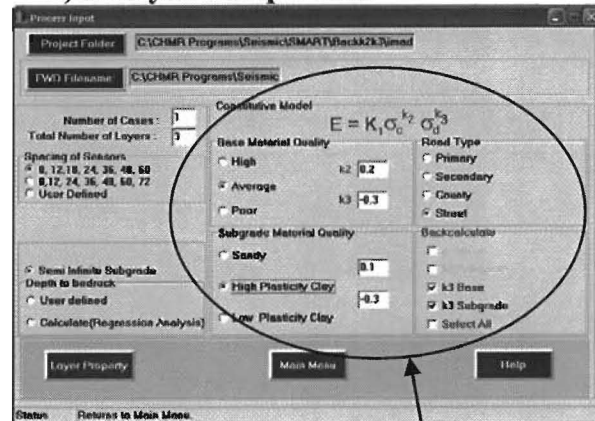 Process Input
Project Folder C:\CHMR Programs\Seismic\SMART\Backk2k3\jmad
FWD Filename C:\CHMR Programs\Seismic
Number of Cases : 1
Total Number of Layers : 3
Spacing of Sensors
0, 12,18, 24, 36, 48, 60
0,12, 24, 36, 48, 60, 72
User Defined
Semi Infinite Subgrade
Depth to bedrock
User defined
Calculate(Regression Analysis)
Constitutive Model
E = K₁σc^k2 σd^k3
Base Material Quality
High
Average
Poor
k2 0.2
k3 -0.3
Road Type
Primary
Secondary
County
Street
Subgrade Material Quality
Sandy
High Plasticity Clay
Low Plasticity Clay
0.1
-0.3
Backcalculate
k3 Base
k3 Subgrade
Select All
Layer Property
Main Menu
Help
Status Returns to Main Menu.